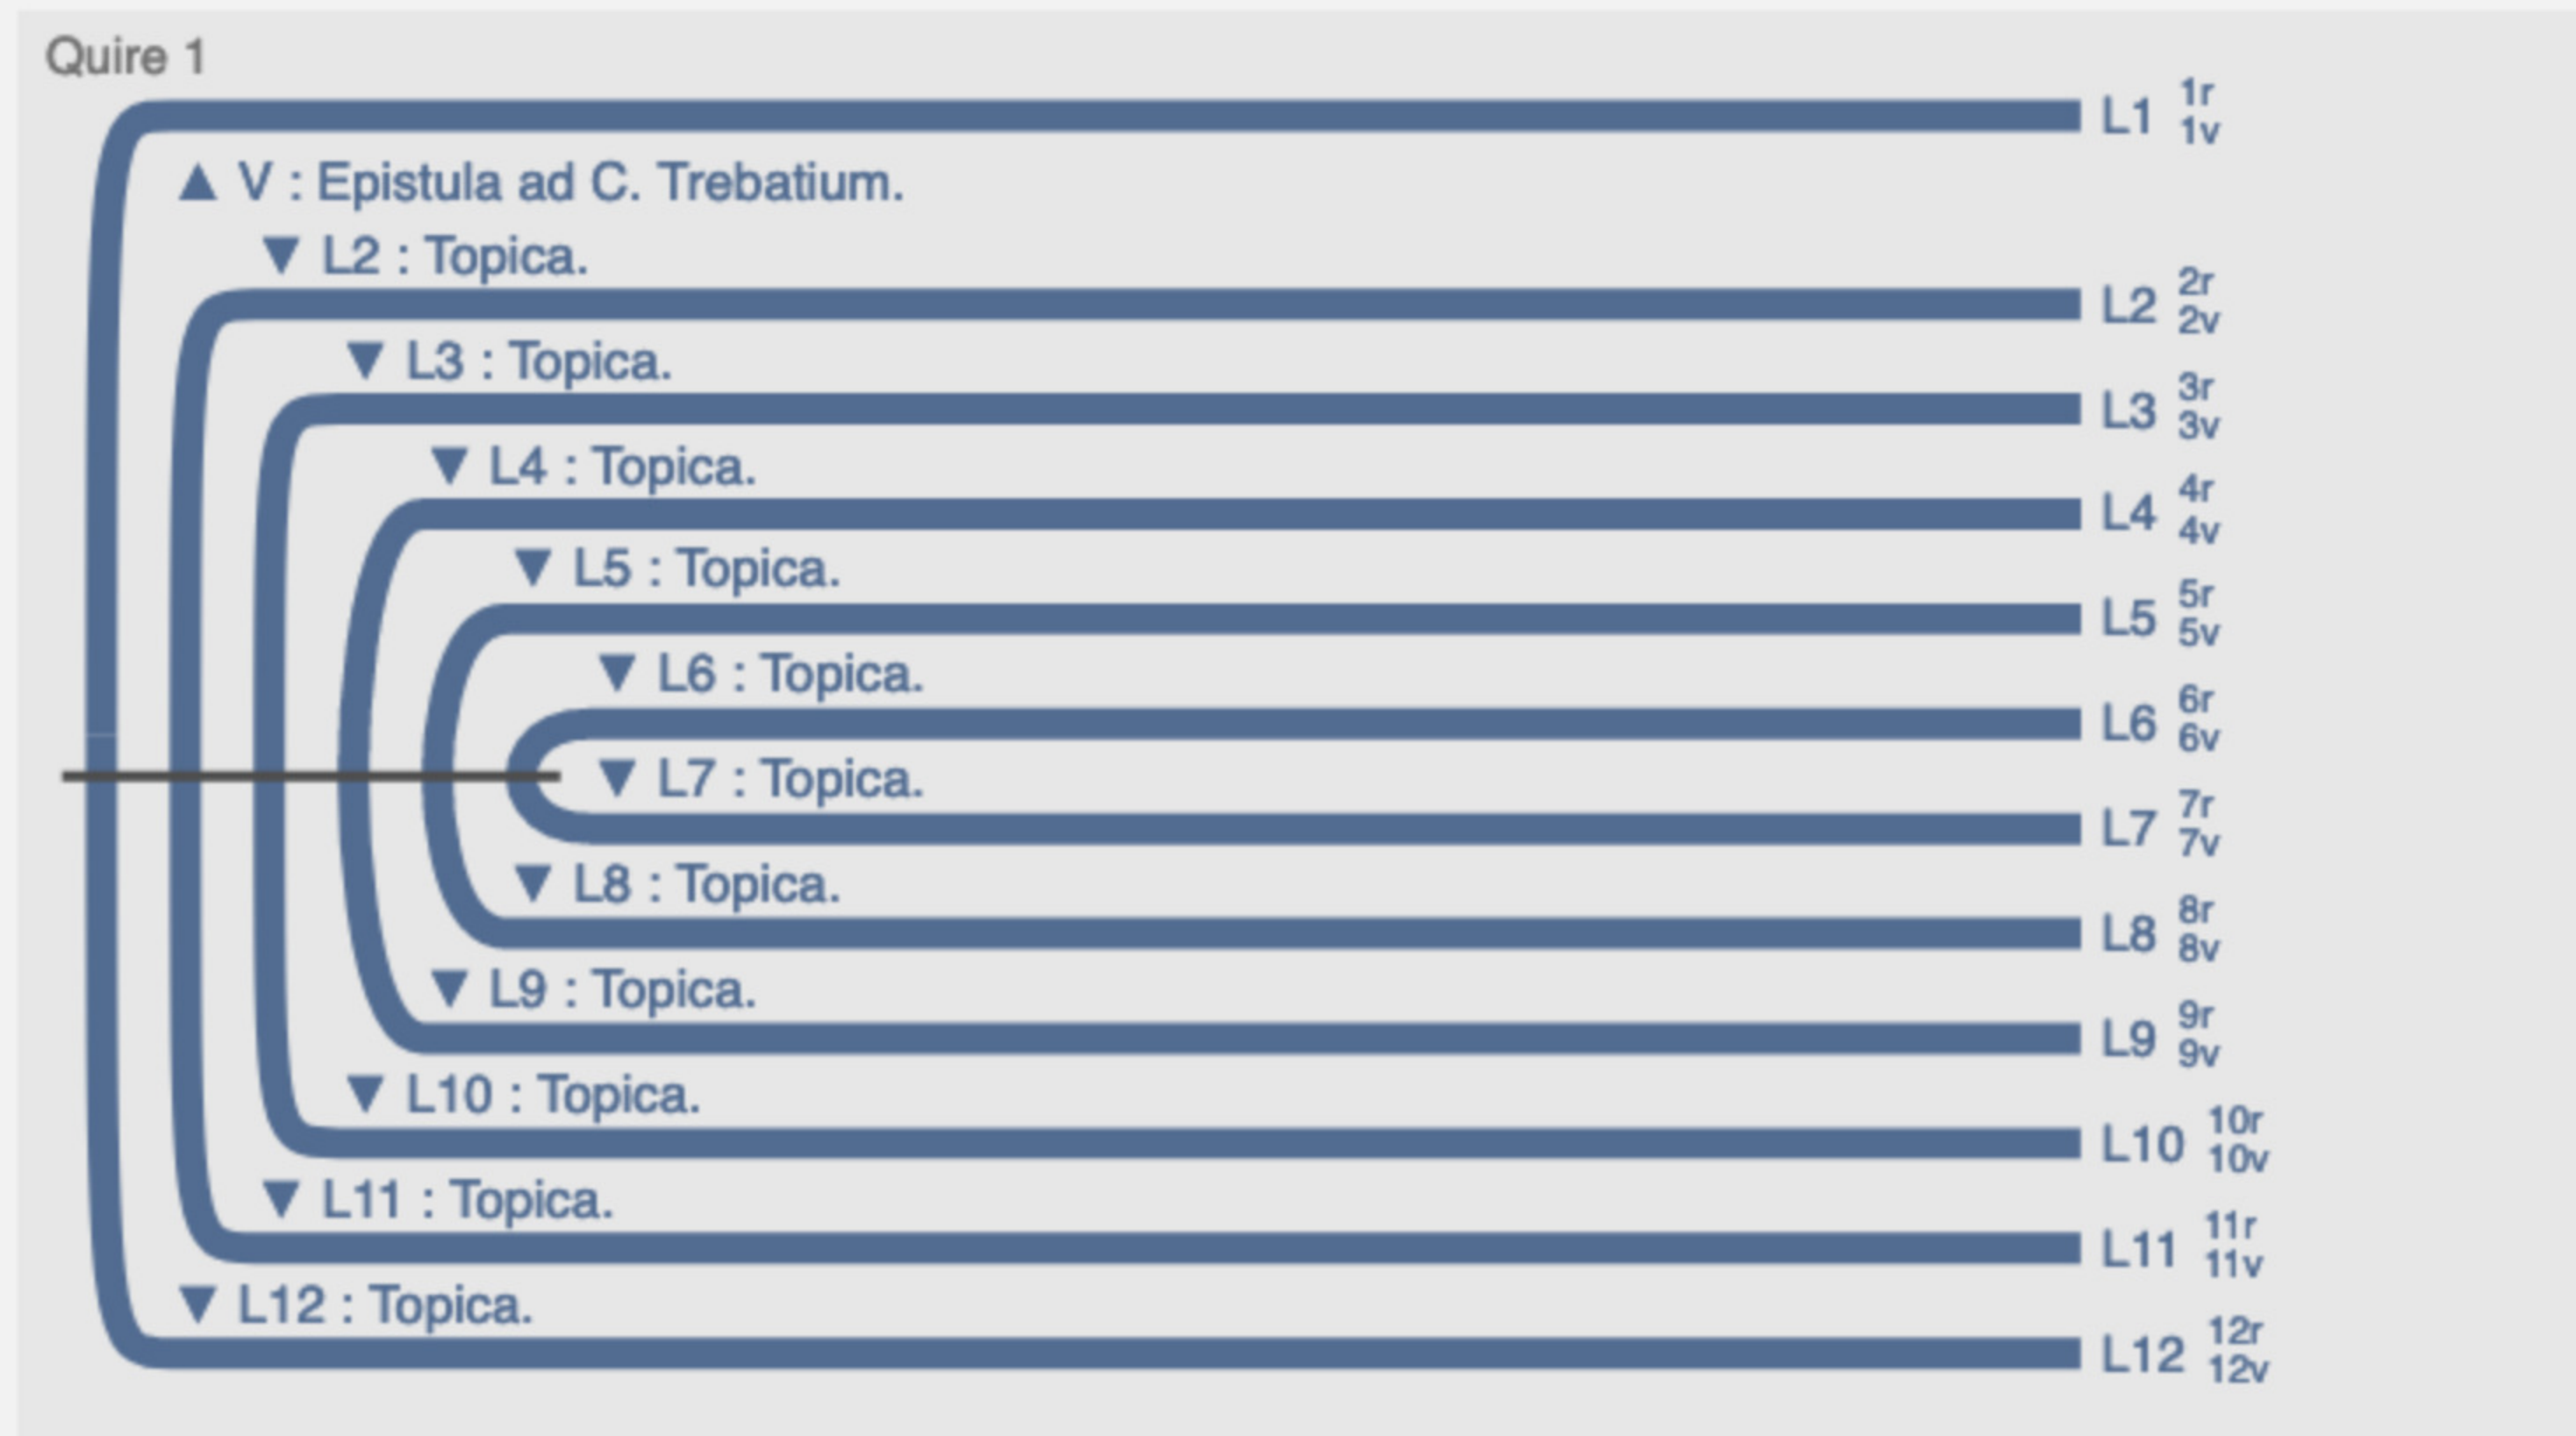 Quire 1
L1 1r
1v
▲ V : Epistula ad C. Trebatium.
▼ L2 : Topica.
L2 2r
2v
▼ L3 : Topica.
L3 3r
3v
▼ L4 : Topica.
L4 4r
4v
▼ L5 : Topica.
L5 5r
5v
▼ L6 : Topica.
L6 6r
6v
▼ L7 : Topica.
L7 7r
7v
▼ L8 : Topica.
L8 8r
8v
▼ L9 : Topica.
L9 9r
9v
▼ L10 : Topica.
L10 10r
10v
▼ L11 : Topica.
L11 11r
11v
▼ L12 : Topica.
L12 12r
12v